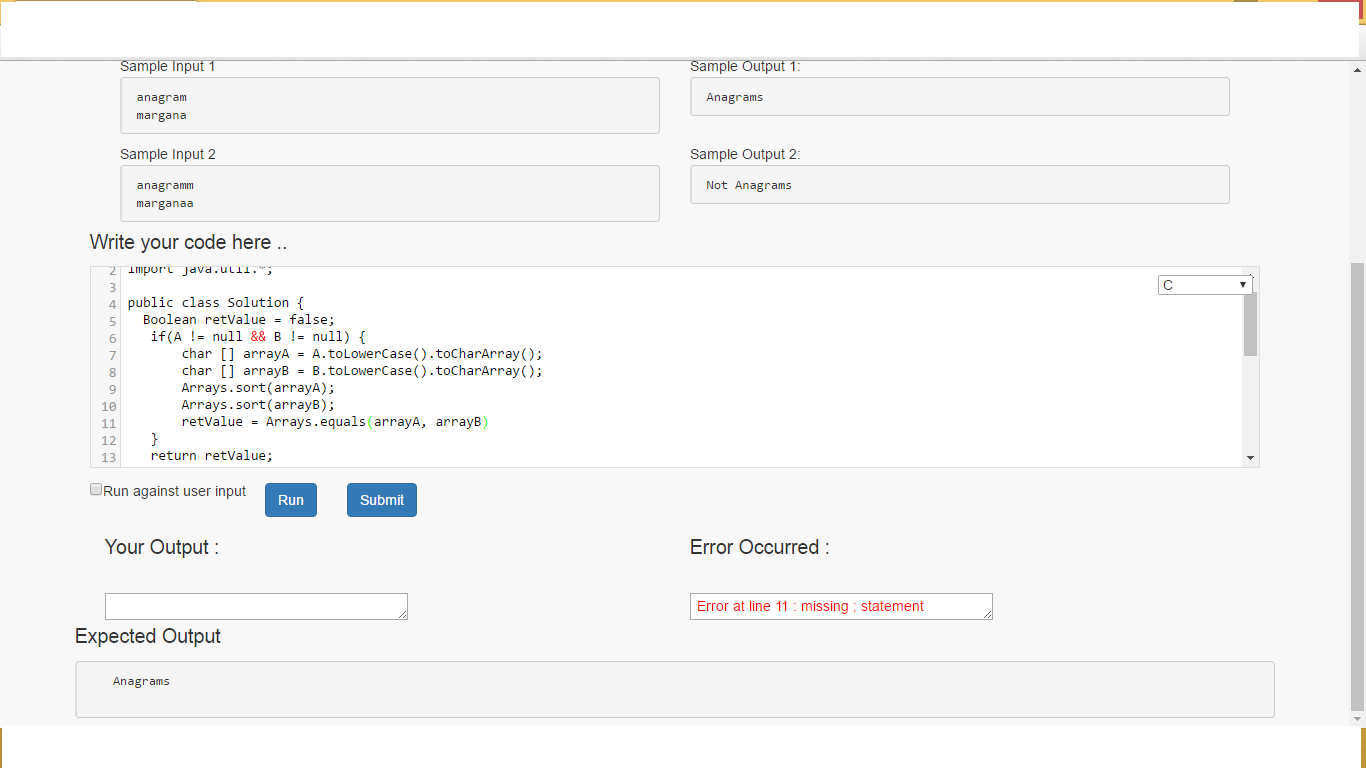 Sample Input 1
Sample Output 1:
anagram
margana
Anagrams
Sample Input 2
Sample Output 2:
anagramm
marganaa
Not Anagrams
Write your code here ..
C
2 import java.util.*;
3
4 public class Solution {
5 Boolean retValue = false;
6 if(A != null && B != null) {
7 char [] arrayA = A.toLowerCase().toCharArray();
8 char [] arrayB = B.toLowerCase().toCharArray();
9 Arrays.sort(arrayA);
10 Arrays.sort(arrayB);
11 retValue = Arrays.equals(arrayA, arrayB)
12 }
13 return retValue;
Run against user input
Run
Submit
Your Output :
Error Occurred :
Error at line 11 : missing ; statement
Expected Output
Anagrams